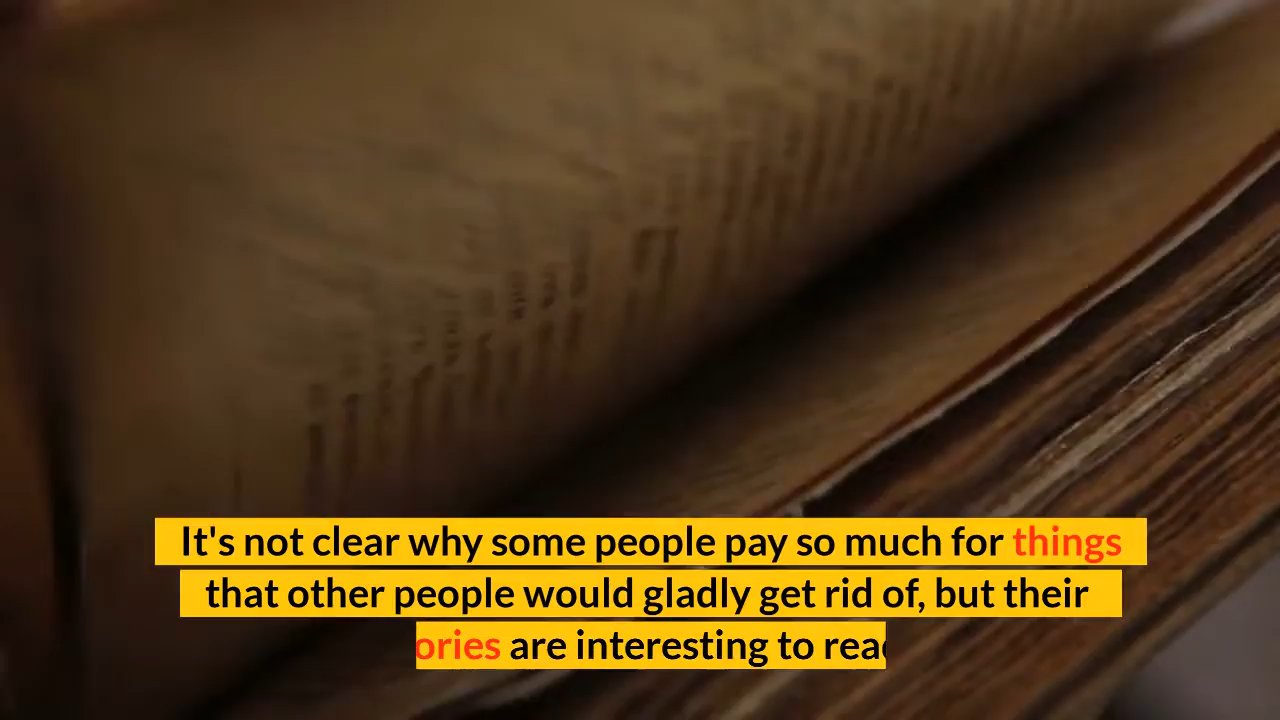 It's not clear why some people pay so much for things
that other people would gladly get rid of, but their
ories are interesting to rea